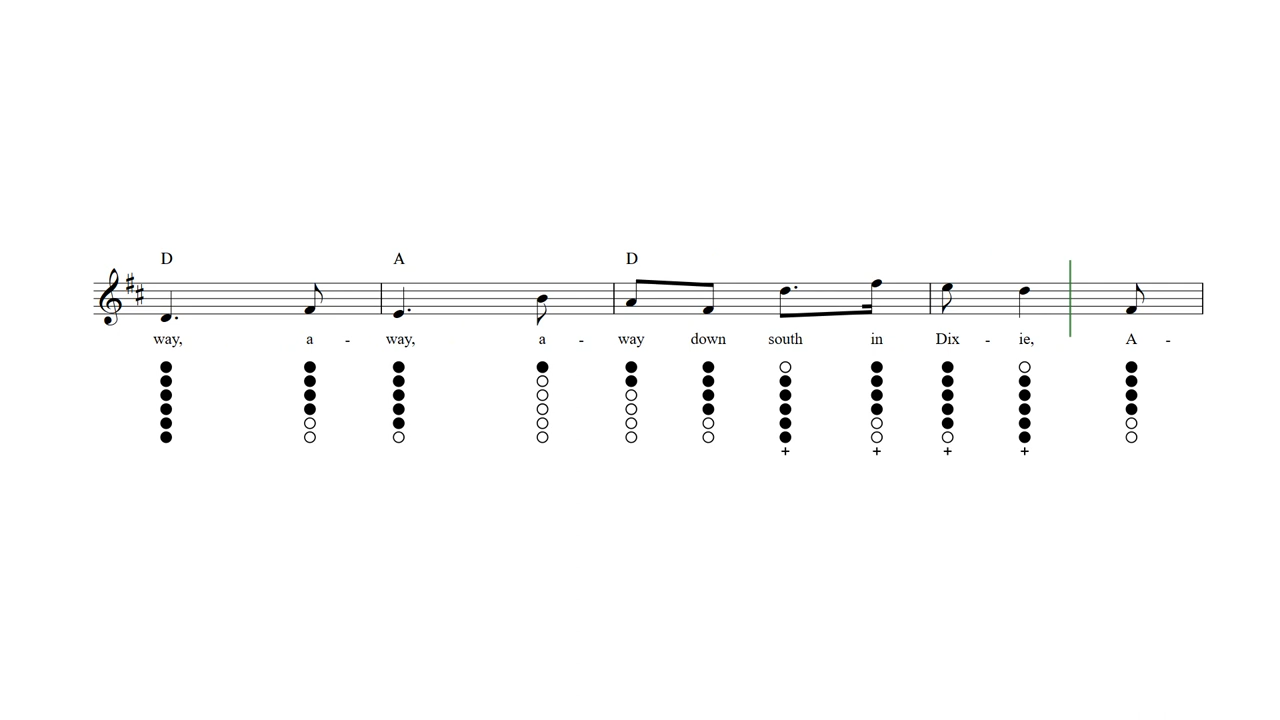 D A D
way, a - way, a - way down south in Dix - ie, A -
+ + + +